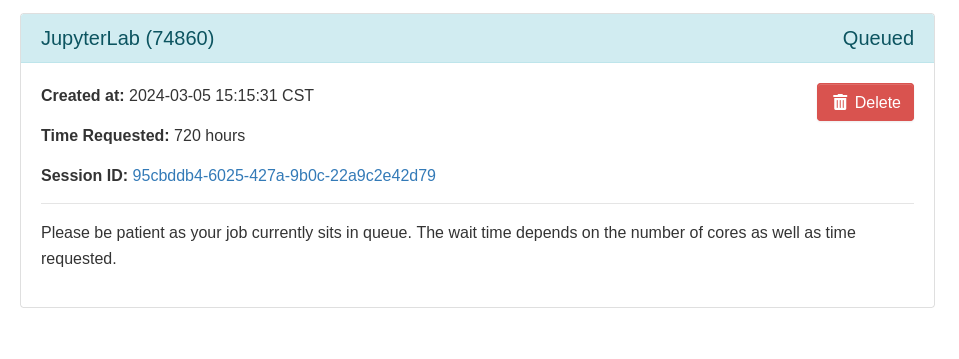 JupyterLab (74860)
Queued
Created at: 2024-03-05 15:15:31 CST
Delete
Time Requested: 720 hours
Session ID: 95cbddb4-6025-427a-9b0c-22a9c2e42d79
Please be patient as your job currently sits in queue. The wait time depends on the number of cores as well as time
requested.